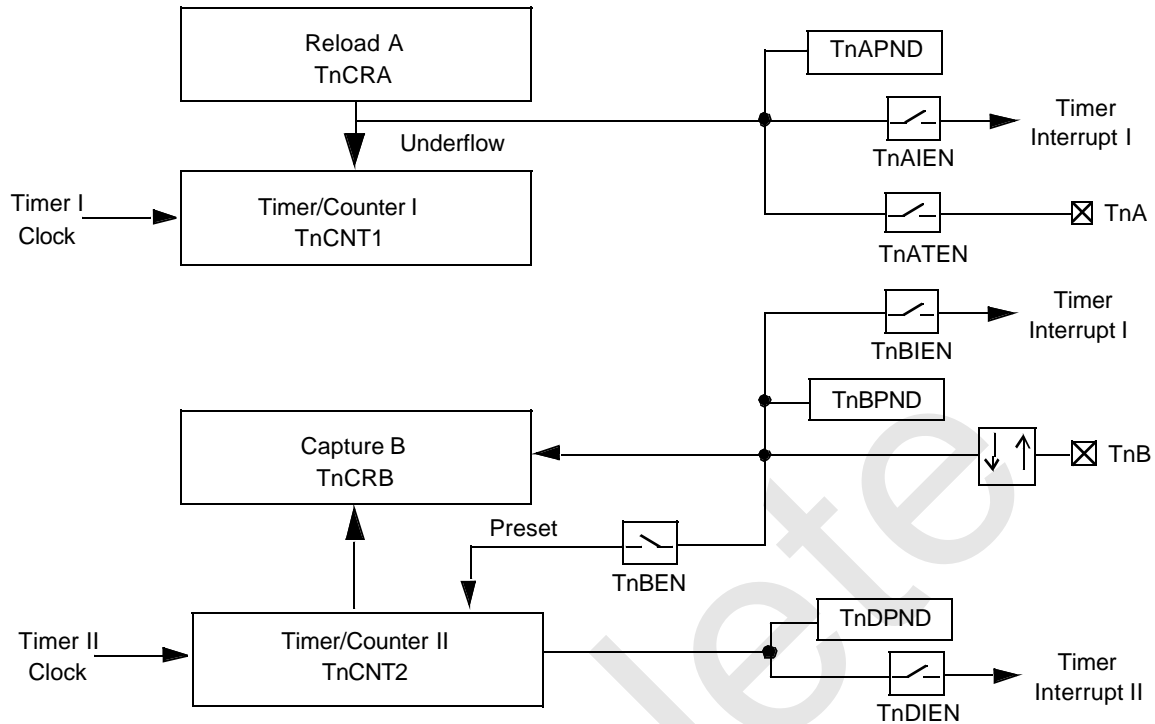 Reload A
TnCRA
TnAPND
Underflow
Timer
Interrupt I
TnAIEN
Timer I
Clock
Timer/Counter I
TnCNT1
TnA
TnATEN
Timer
Interrupt I
TnBIEN
TnBPND
Capture B
TnCRB
TnB
Preset
TnBEN
TnDPND
Timer II
Clock
Timer/Counter II
TnCNT2
Timer
Interrupt II
TnDIEN
lete